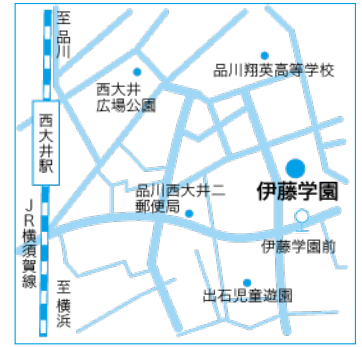 至品川
品川翔英高等学校
西大井
広場公園
西大井駅
伊藤学園
品川西大井二
郵便局
伊藤学園前
JR横須賀線
出石児童遊園
至横浜